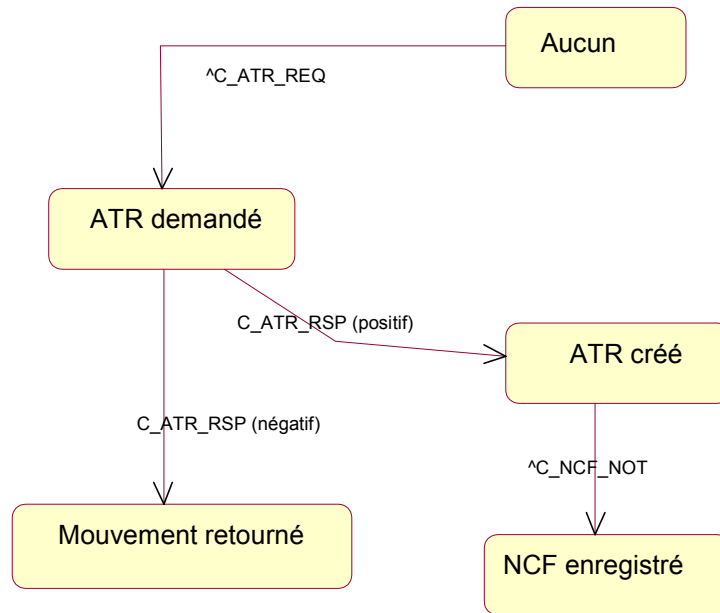 Aucun
^C_ATR_REQ
ATR demandé
C_ATR_RSP (positif)
ATR créé
C_ATR_RSP (négatif)
^C_NCF_NOT
Mouvement retourné
NCF enregistré